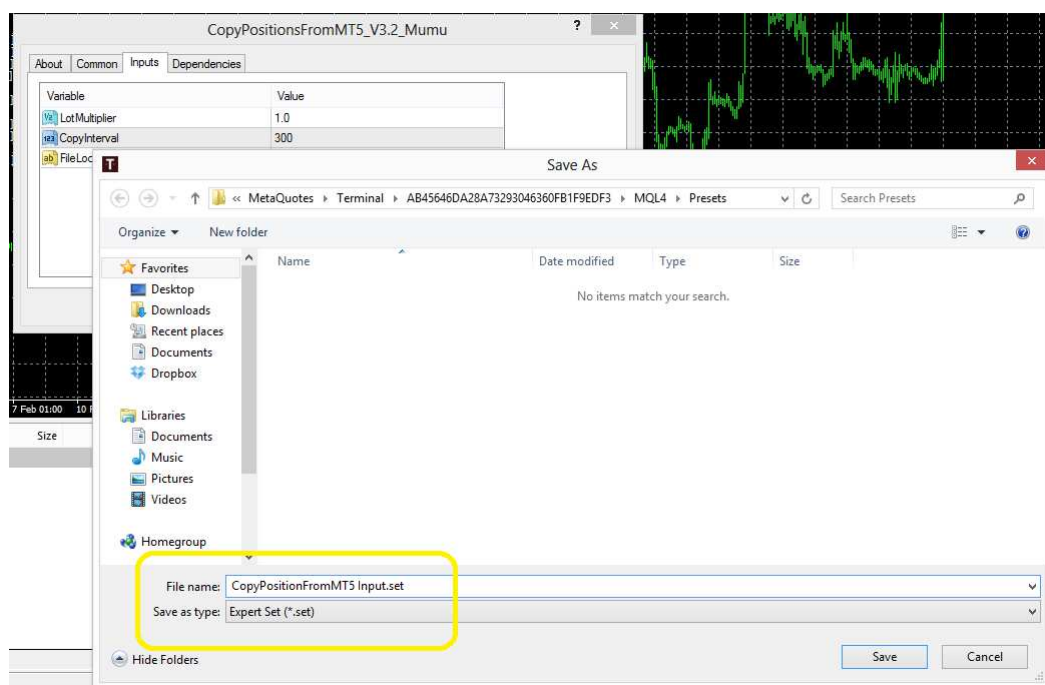 CopyPositionsFromMT5_V3.2_Mumu ?
About Common Inputs Dependencies
Variable Value
LotMultiplier 1.0
CopyInterval 300
FileLoc
T Save As
« MetaQuotes Terminal AB45646DA28A73293046360FB1F9EDF3 MQL4 Presets Search Presets
Organize New folder
Favorites
Name Date modified Type Size
Desktop
No items match your search.
Downloads
Recent places
Documents
Dropbox
7 Feb 01:00 10
Libraries
Size
Documents
Music
Pictures
Videos
Homegroup
File name: CopyPositionFromMT5 Input.set
Save as type: Expert Set (*.set)
Hide Folders Save Cancel